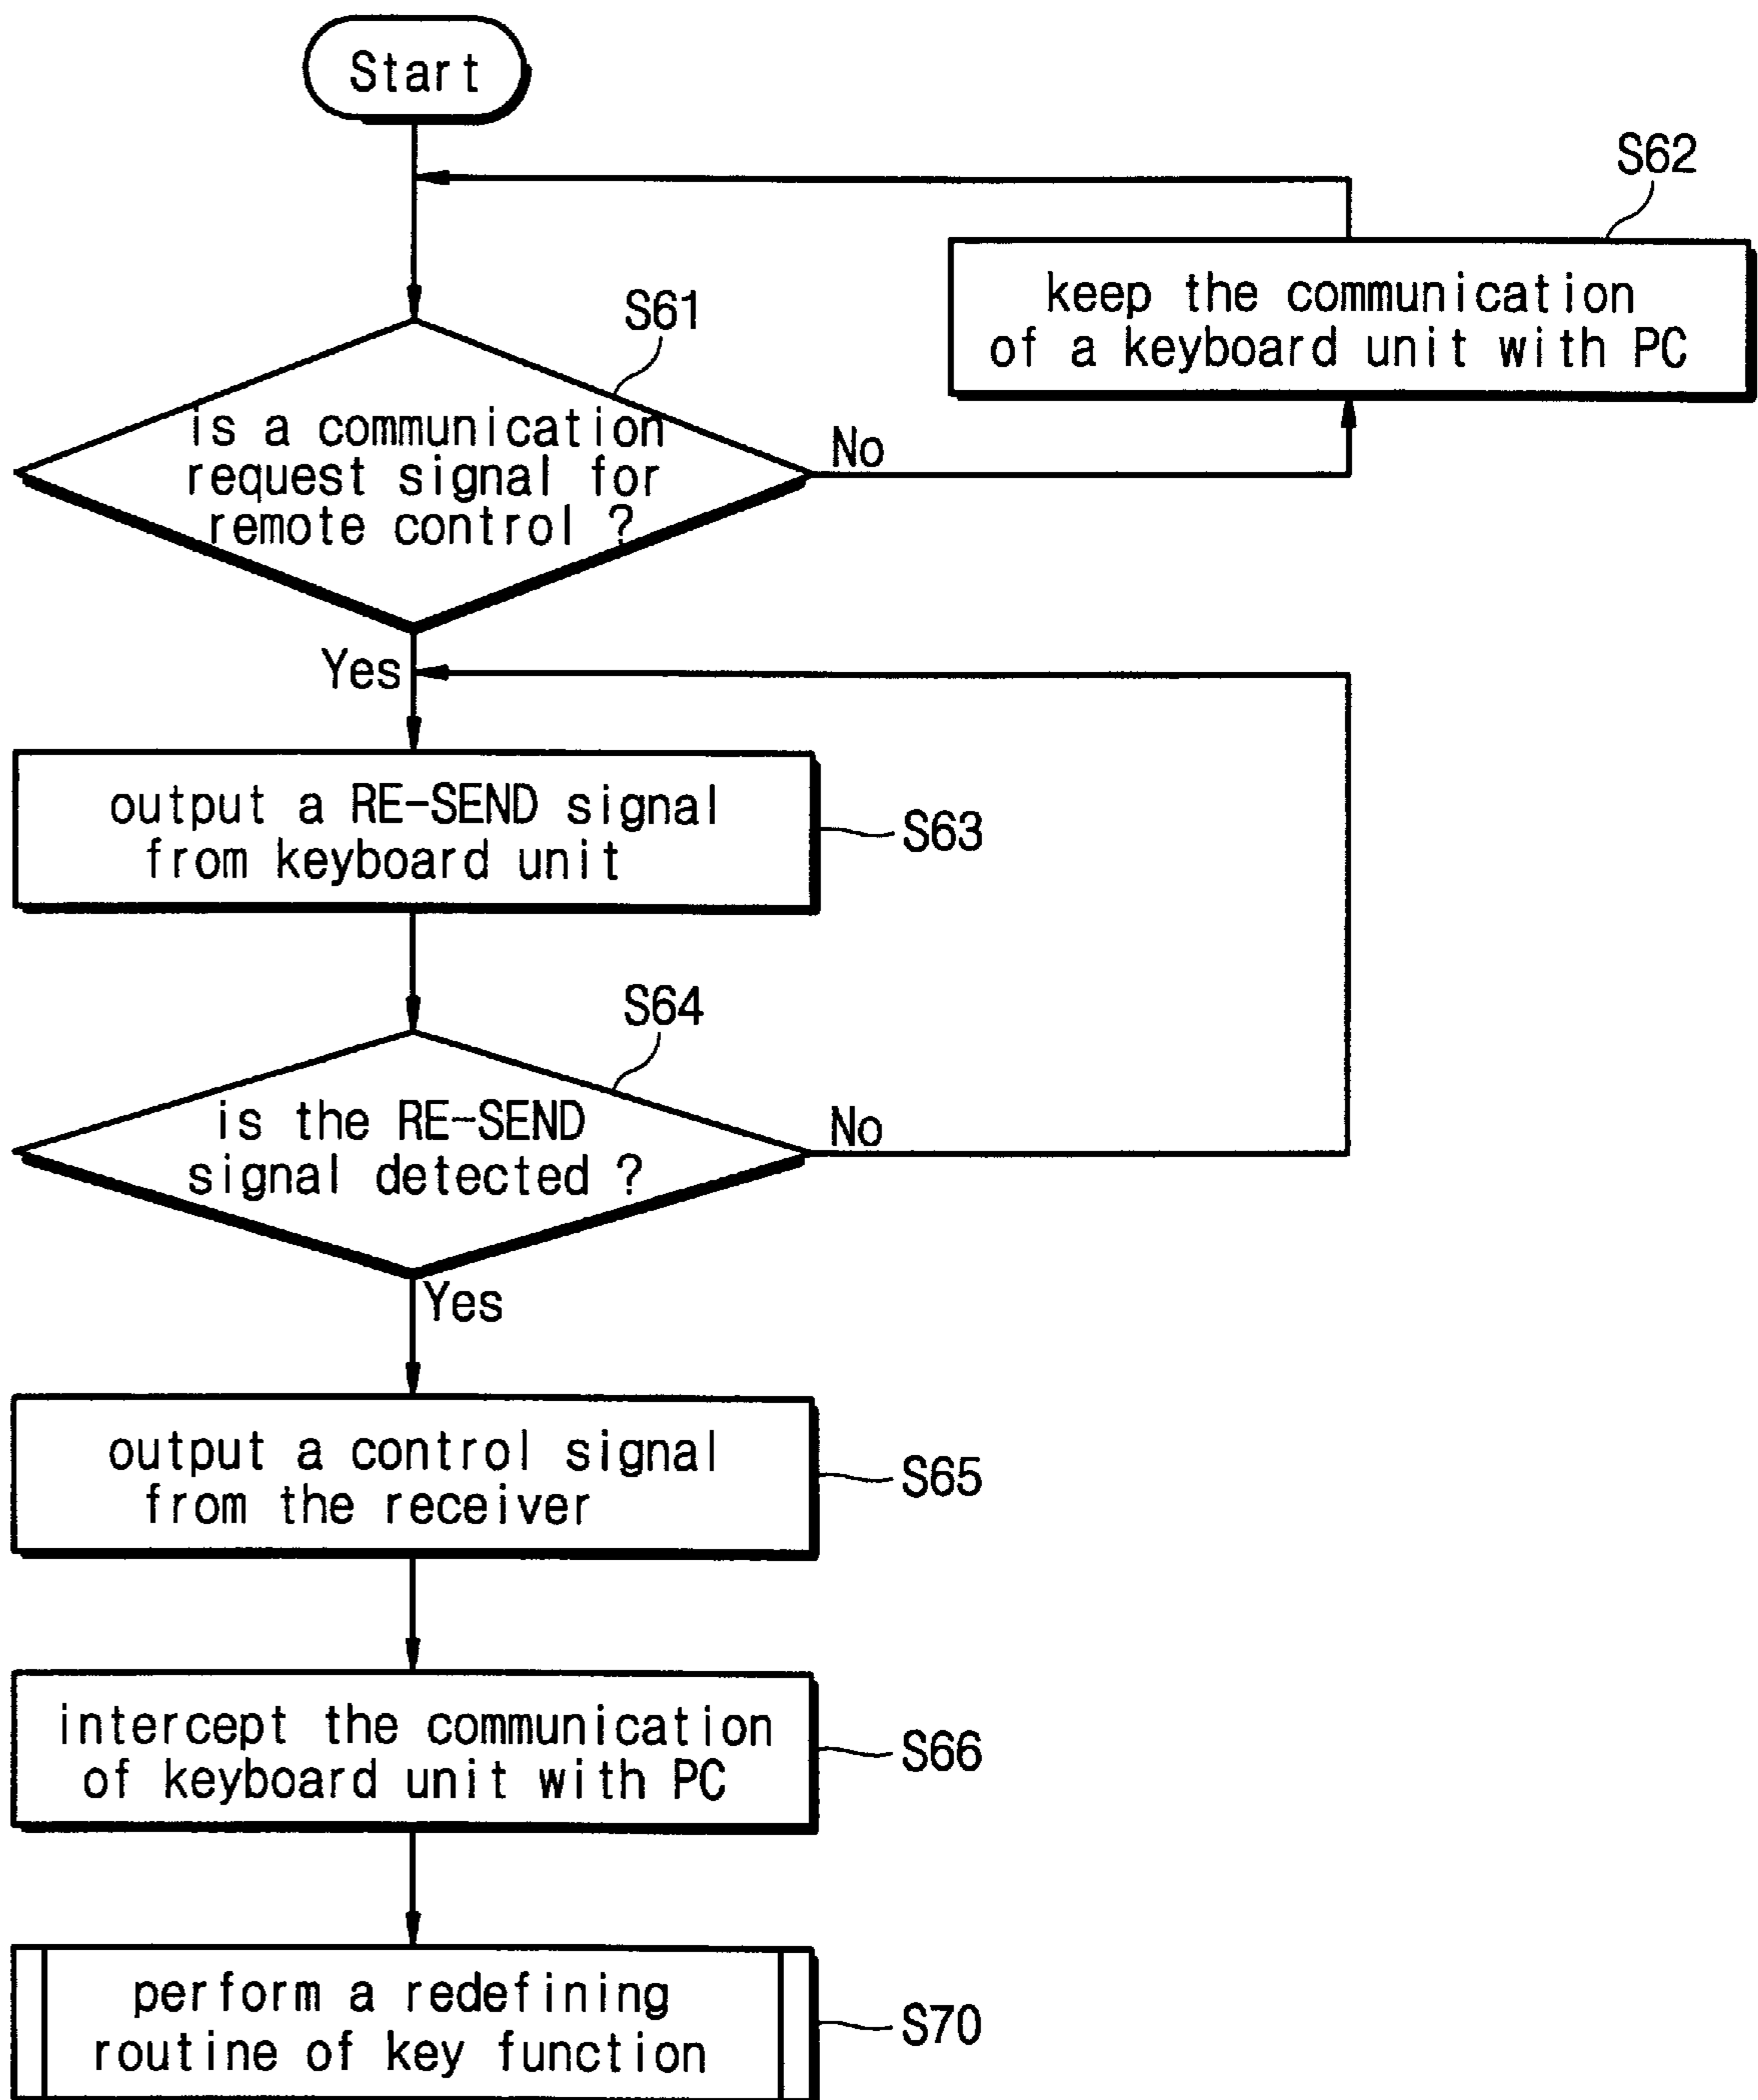 Start
S62
keep the communication
of a keyboard unit with PC
S61
is a communication
request signal for
remote control ?
No
Yes
output a RE-SEND signal
from keyboard unit
S63
S64
is the RE-SEND
signal detected ?
No
Yes
output a control signal
from the receiver
S65
intercept the communication
of keyboard unit with PC
S66
perform a redefining
routine of key function
S70